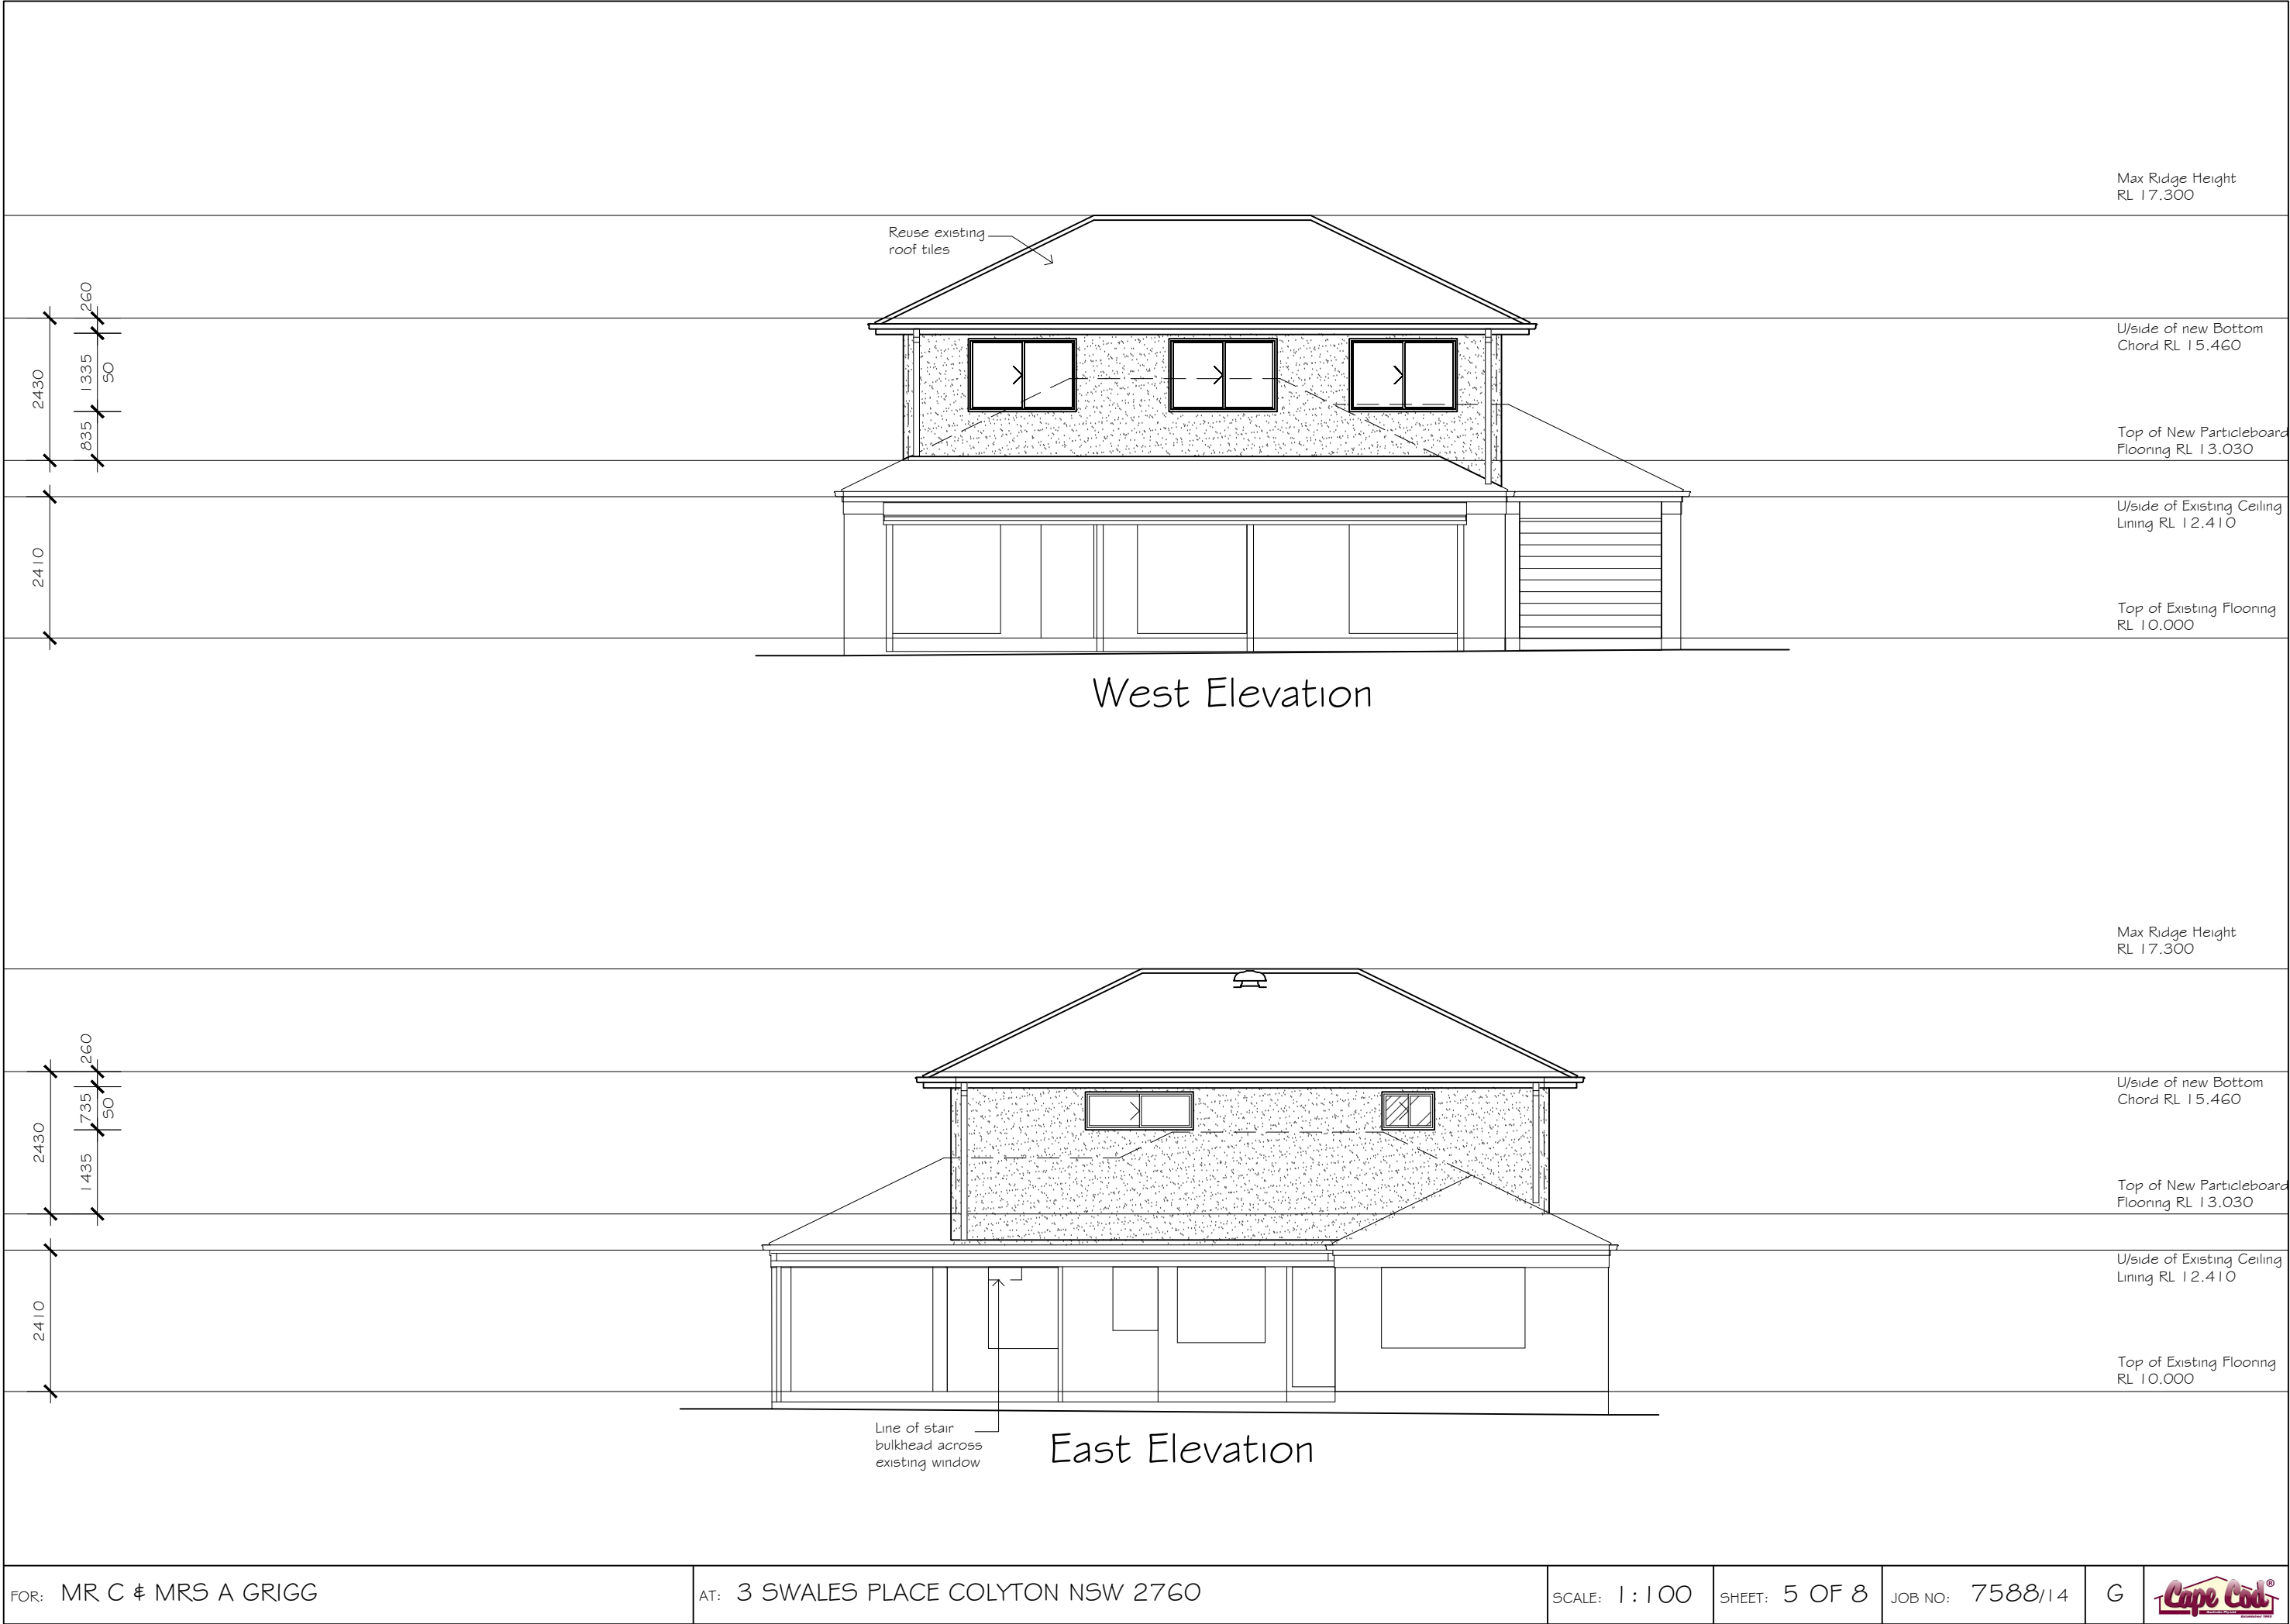 Max Ridge Height
RL 17.300
Reuse existing
roof tiles
260
1335
SO
2430
835
U/side of new Bottom
Chord RL 15.460
Top of New Particleboard
Flooring RL 13.030
U/side of Existing Ceiling
Lining RL 12.410
2410
Top of Existing Flooring
RL 10.000
West Elevation
Max Ridge Height
RL 17.300
260
735
SO
2430
1435
U/side of new Bottom
Chord RL 15.460
Top of New Particleboard
Flooring RL 13.030
U/side of Existing Ceiling
Lining RL 12.410
2410
Top of Existing Flooring
RL 10.000
Line of stair
bulkhead across
existing window
East Elevation
FOR: MR C & MRS A GRIGG
AT: 3 SWALES PLACE COLYTON NSW 2760
SCALE: 1:100
SHEET: 5 OF 8
JOB NO: 7588/14
G
Cape Cod®